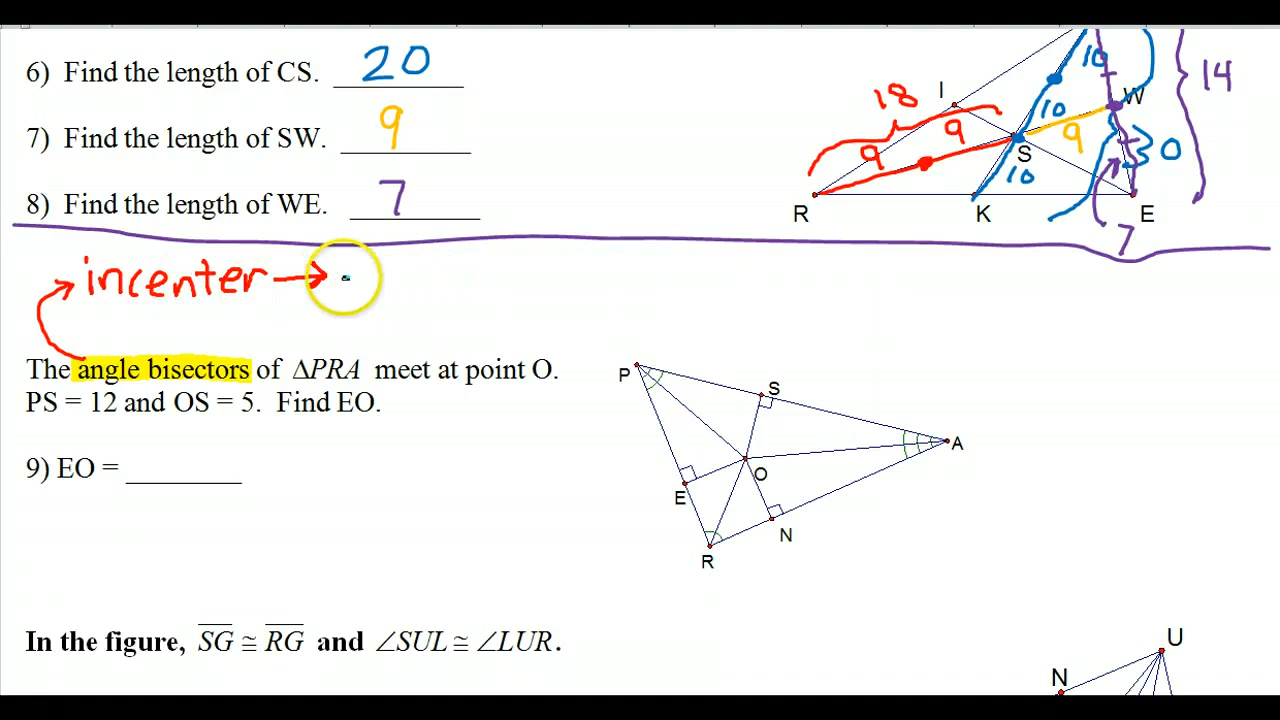 6) Find the length of CS. 20
7) Find the length of SW. 9
8) Find the length of WE. 7
I
W
S
R
K
E
18
9
9
9
10
10
10
30
14
7
incenter →
The angle bisectors of ΔPRA meet at point O.
PS = 12 and OS = 5. Find EO.
9) EO = ________
P
S
A
O
E
N
R
In the figure, SG ≅ RG and ∠SUL ≅ ∠LUR.
U
N